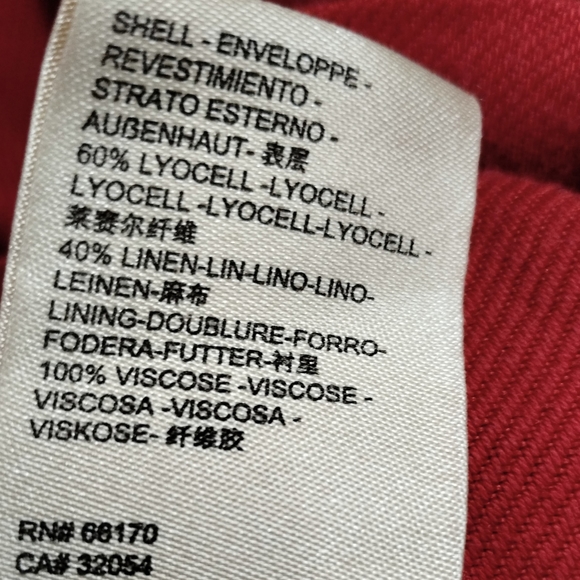 SHELL - ENVELOPPE -
REVESTIMIENTO -
STRATO ESTERNO -
AUßENHAUT- 表层
60% LYOCELL -LYOCELL -
LYOCELL -LYOCELL-LYOCELL -
莱赛尔纤维
40% LINEN-LIN-LINO-LINO-
LEINEN-麻布
LINING-DOUBLURE-FORRO-
FODERA-FUTTER-衬里
100% VISCOSE -VISCOSE -
VISCOSA -VISCOSA -
VISKOSE- 纤维胶
RN# 66170
CA# 32054